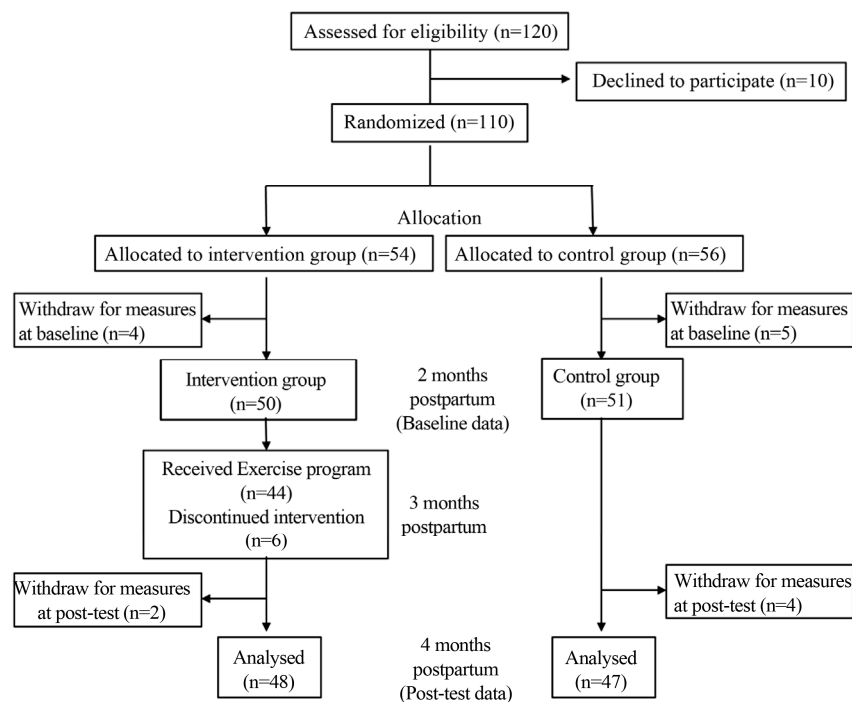 Assessed for eligibility (n=120)
Declined to participate (n=10)
Randomized (n=110)
Allocation
Allocated to intervention group (n=54)
Allocated to control group (n=56)
Withdraw for measures
at baseline (n=4)
Withdraw for measures
at baseline (n=5)
Intervention group
(n=50)
2 months
postpartum
(Baseline data)
Control group
(n=51)
Received Exercise program
(n=44)
Discontinued intervention
(n=6)
3 months
postpartum
Withdraw for measures
at post-test (n=2)
Withdraw for measures
at post-test (n=4)
Analysed
(n=48)
4 months
postpartum
(Post-test data)
Analysed
(n=47)